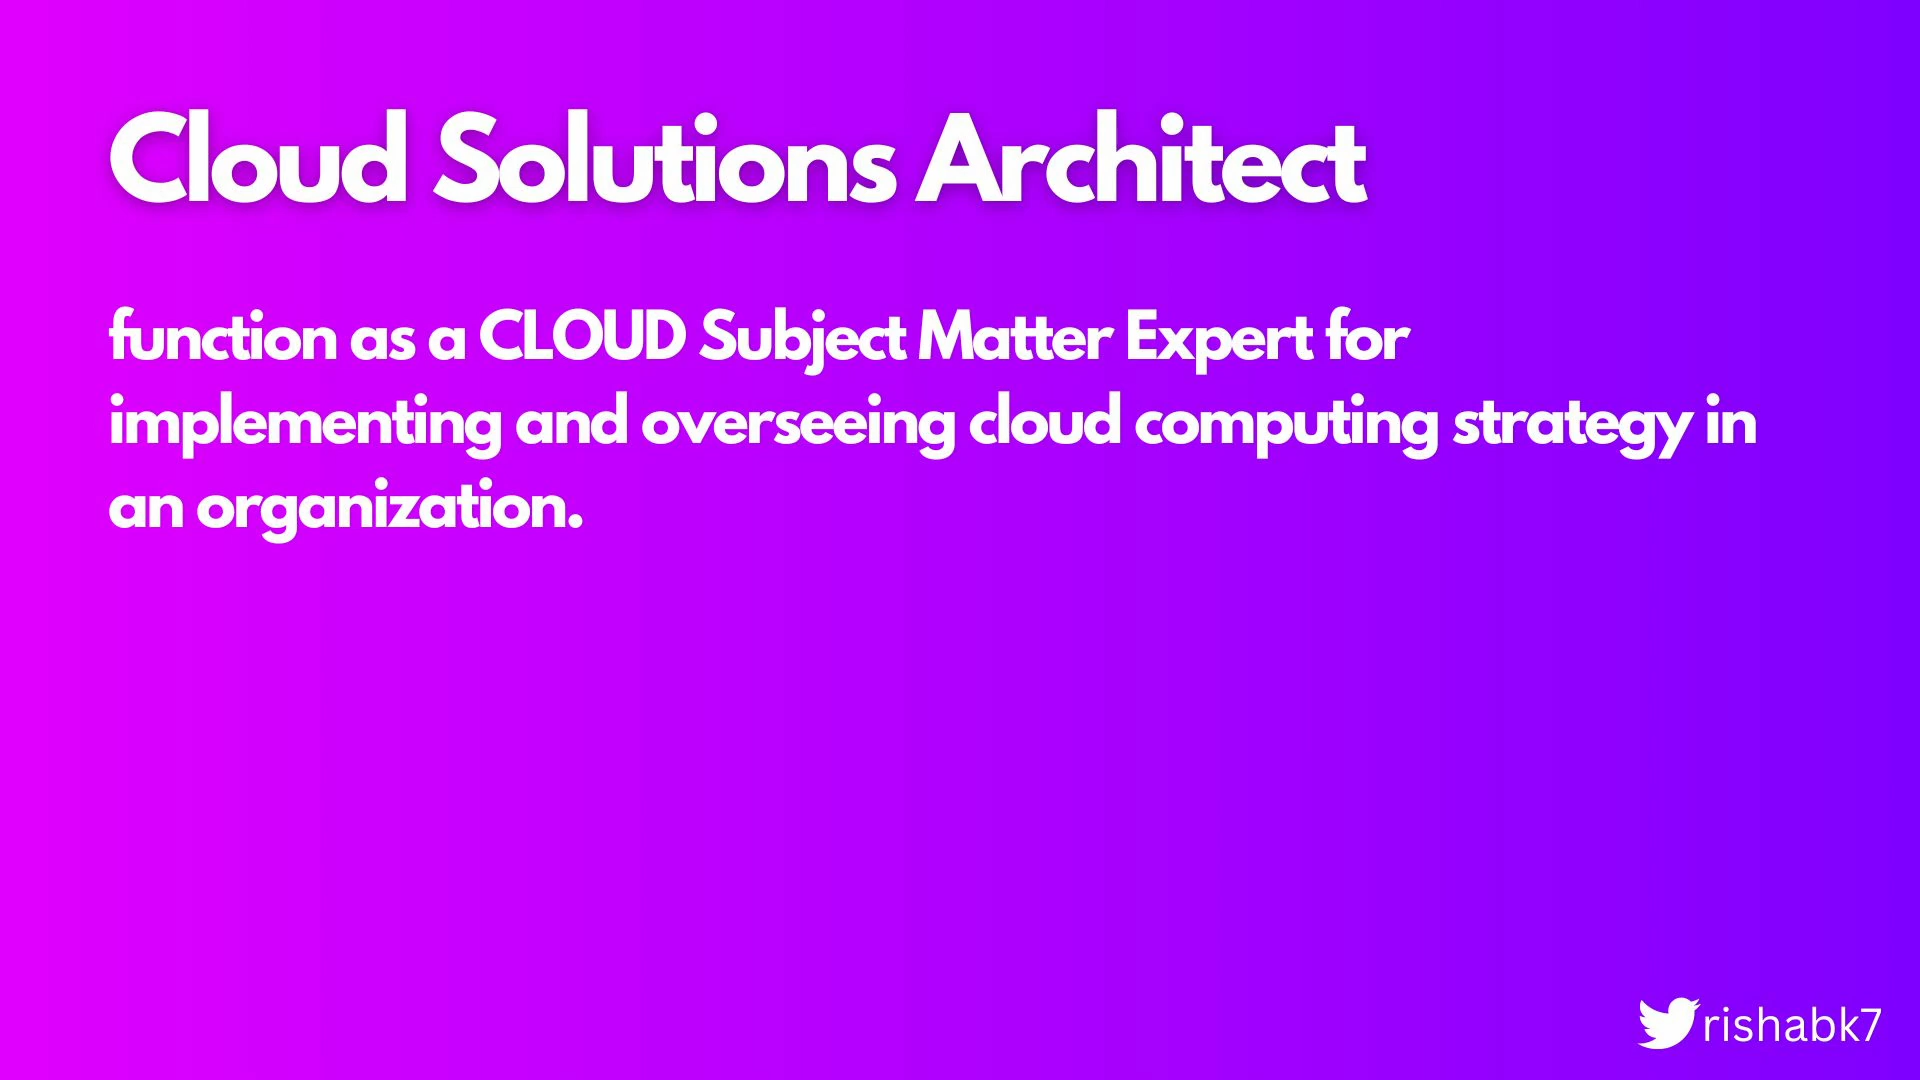 Cloud Solutions Architect
function as a CLOUD Subject Matter Expert for
implementing and overseeing cloud computing strategy in
an organization.
rishabk7